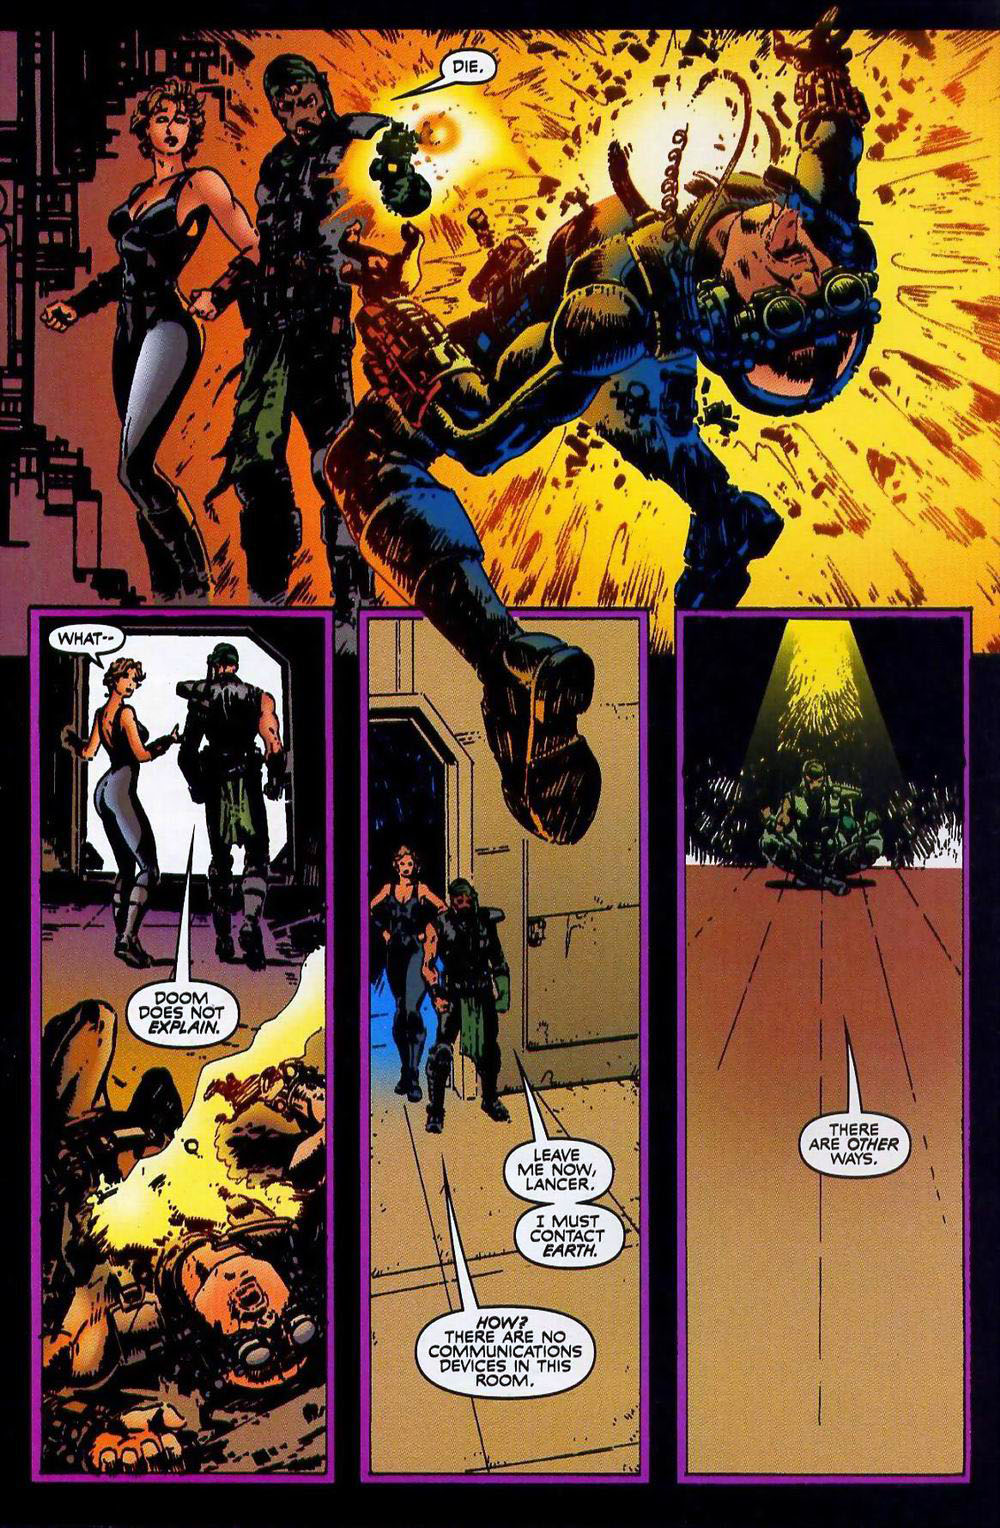 DIE.
WHAT--
DOOM
DOES NOT
EXPLAIN.
LEAVE
ME NOW,
LANCER.
I MUST
CONTACT
EARTH.
HOW?
THERE ARE NO
COMMUNICATIONS
DEVICES IN THIS
ROOM.
THERE
ARE OTHER
WAYS.